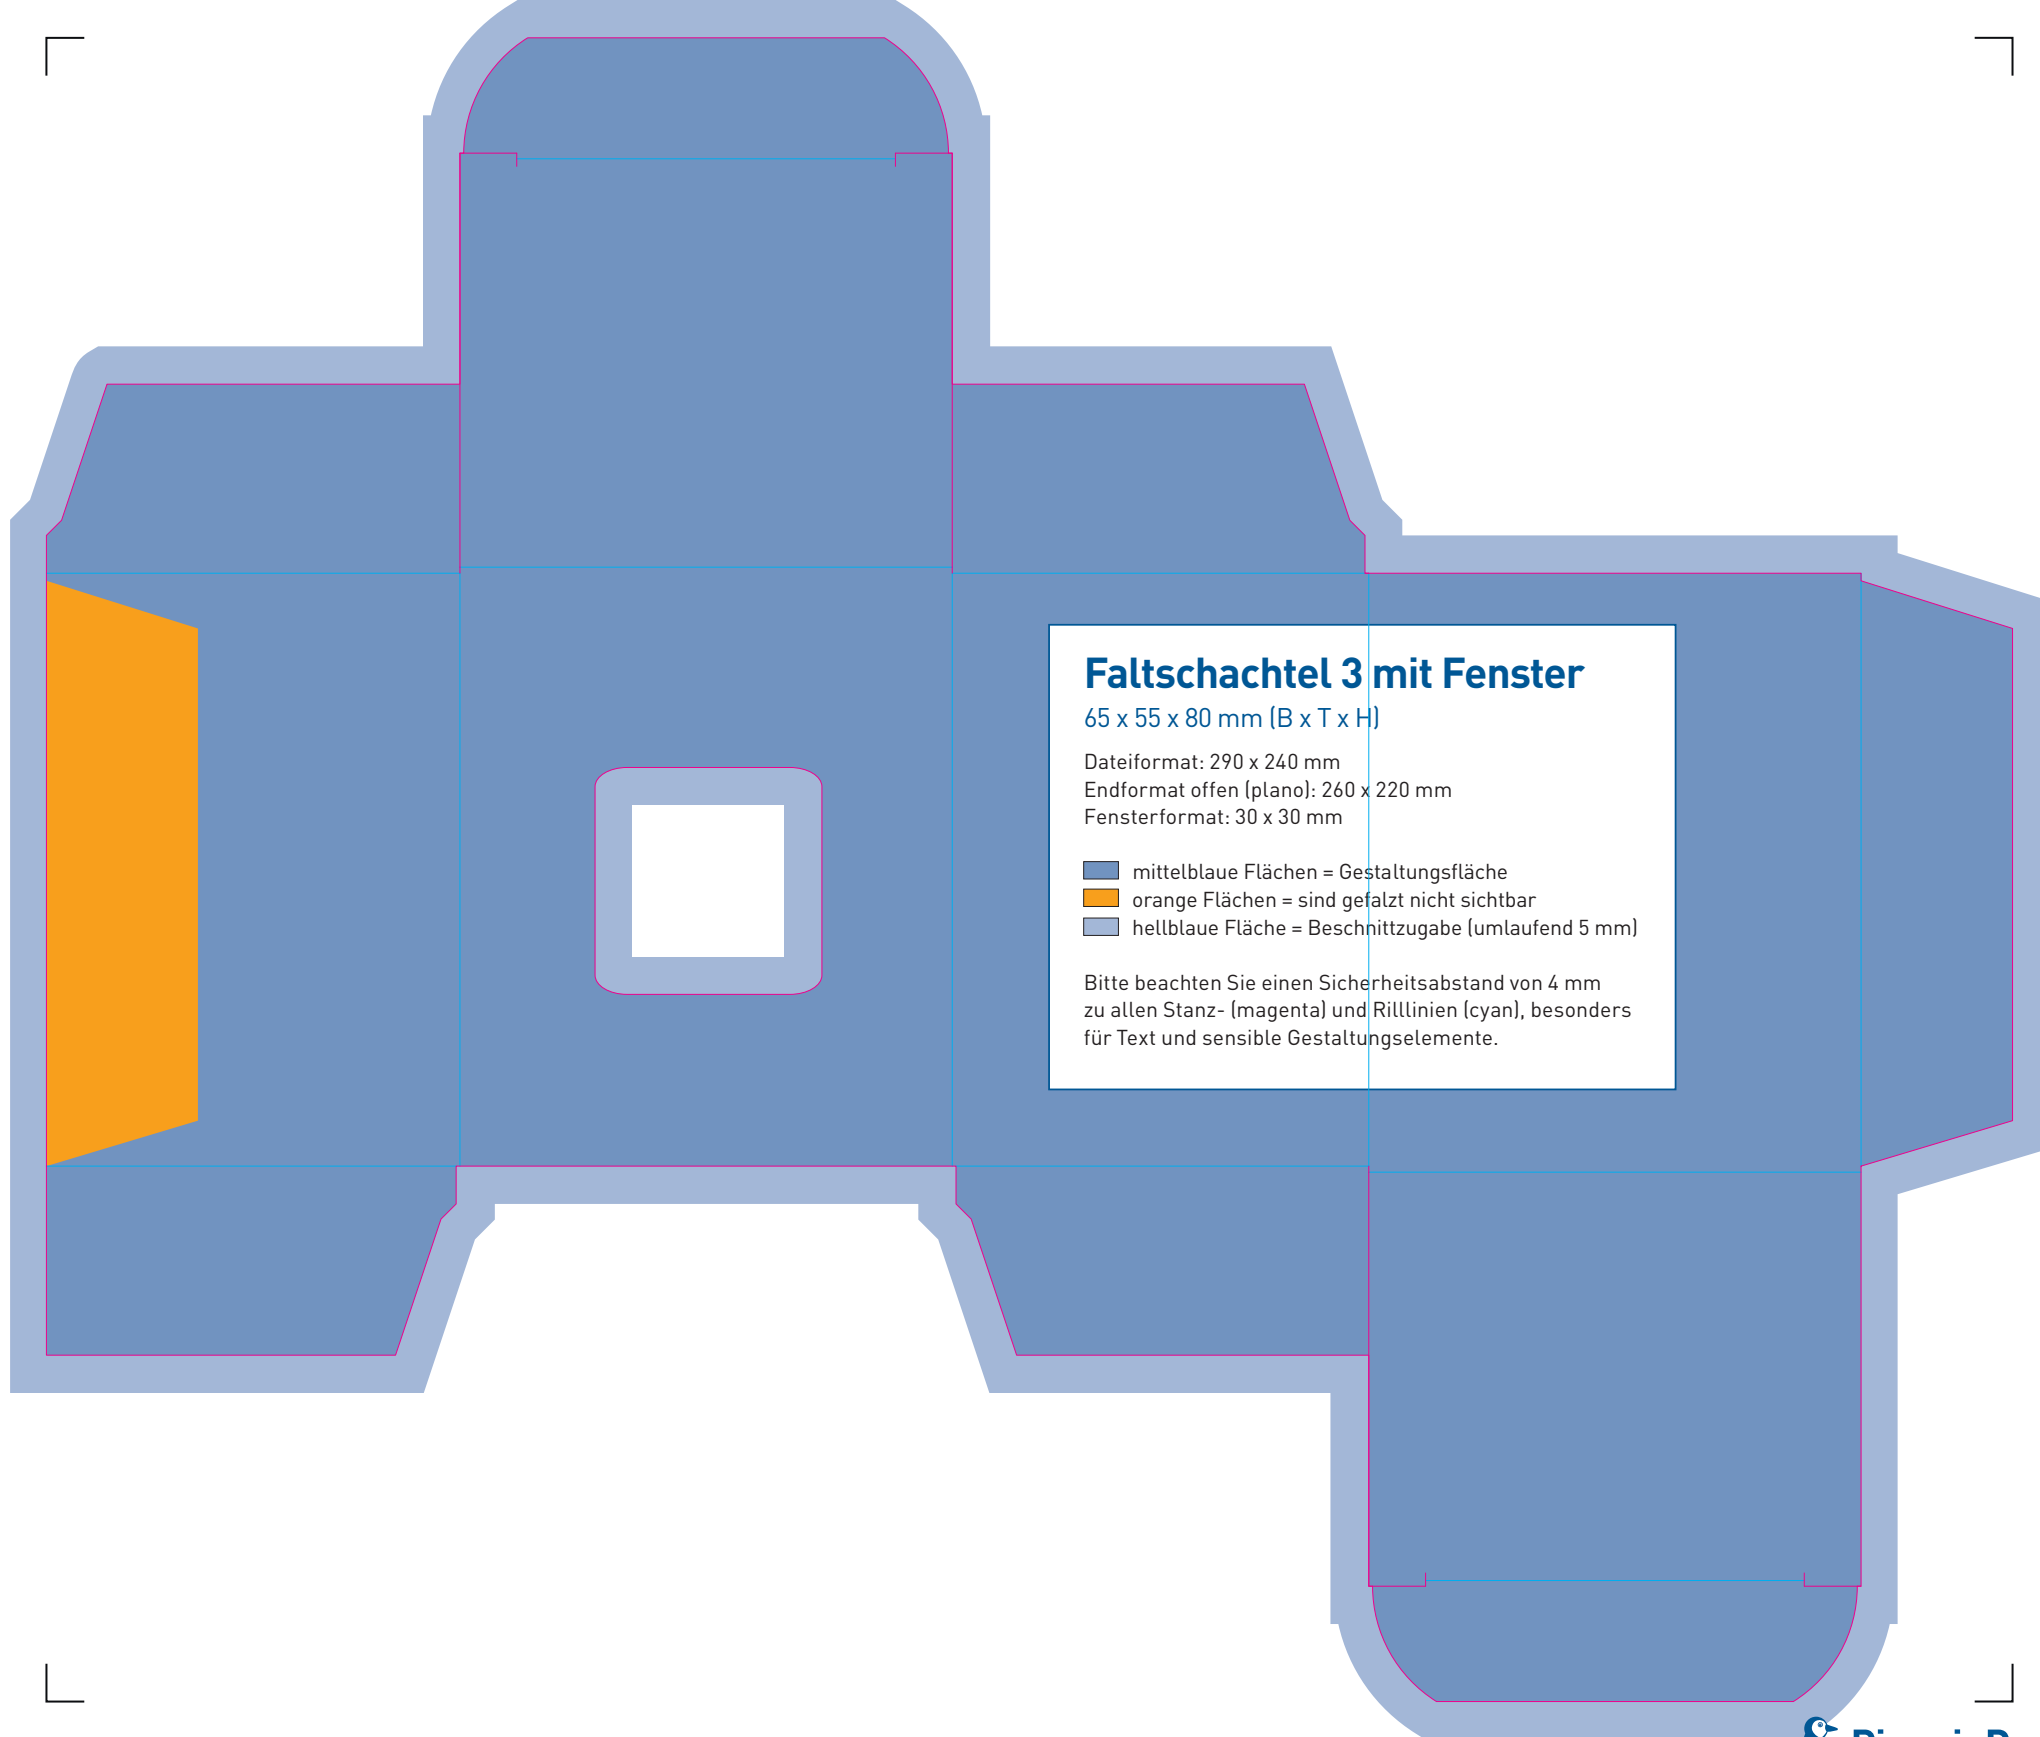 Faltschachtel 3 mit Fenster
65 x 55 x 80 mm (B x T x H)
Dateiformat: 290 x 240 mm
Endformat offen (plano): 260 x 220 mm
Fensterformat: 30 x 30 mm
mittelblaue Flächen = Gestaltungsfläche
orange Flächen = sind gefalzt nicht sichtbar
hellblaue Fläche = Beschnittzugabe (umlaufend 5 mm)
Bitte beachten Sie einen Sicherheitsabstand von 4 mm
zu allen Stanz- (magenta) und Rilllinien (cyan), besonders
für Text und sensible Gestaltungselemente.